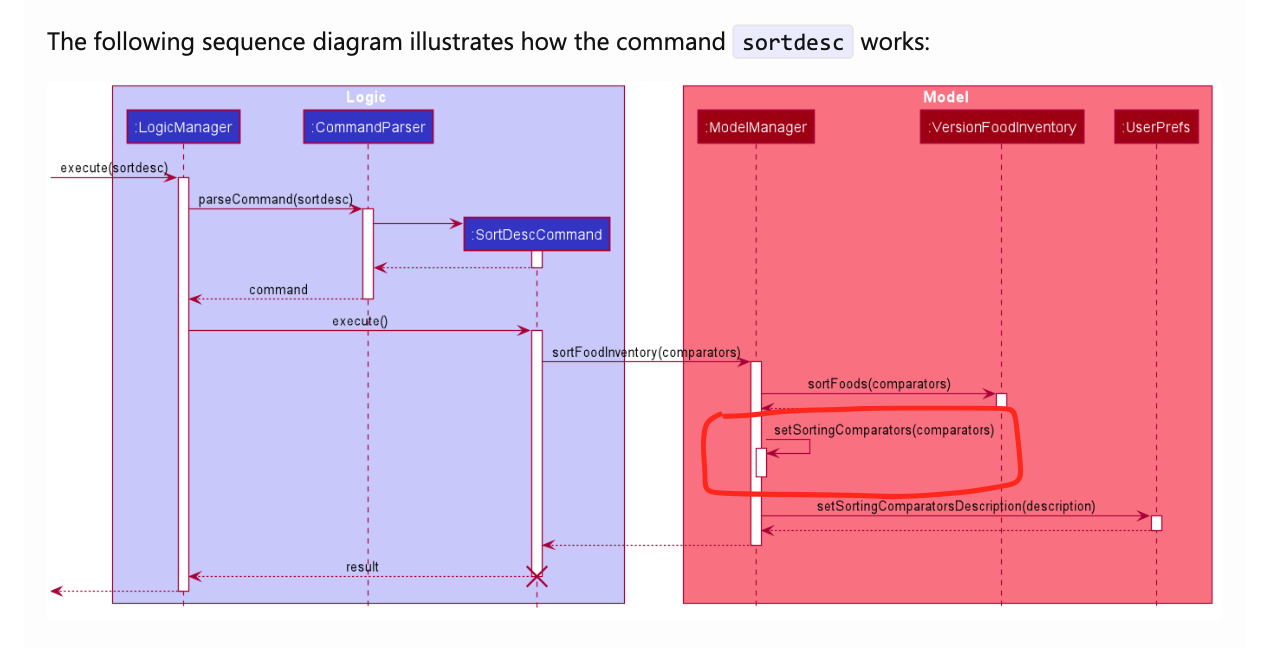 The following sequence diagram illustrates how the command sortdesc works:
Logic
Model
:LogicManager
:CommandParser
:ModelManager
:VersionFoodInventory
:UserPrefs
execute(sortdesc)
parseCommand(sortdesc)
:SortDescCommand
command
execute()
sortFoodInventory(comparators)
sortFoods(comparators)
setSortingComparators(comparators)
setSortingComparatorsDescription(description)
result